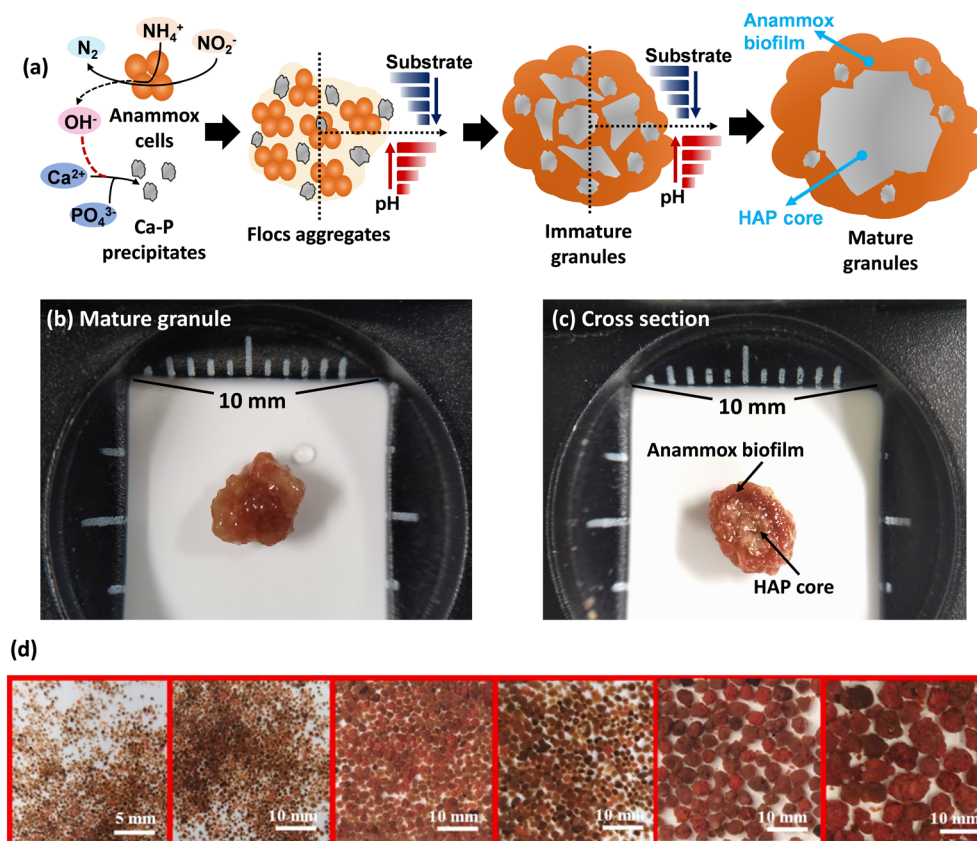 (a)
N₂
NH₄⁺
NO₂⁻
OH⁻
Anammox
cells
Ca²⁺
PO₄³⁻
Ca-P
precipitates
Substrate
pH
Flocs aggregates
Substrate
pH
Immature
granules
Anammox
biofilm
HAP core
Mature
granules
(b) Mature granule
10 mm
(c) Cross section
10 mm
Anammox biofilm
HAP core
(d)
5 mm
10 mm
10 mm
10 mm
10 mm
10 mm